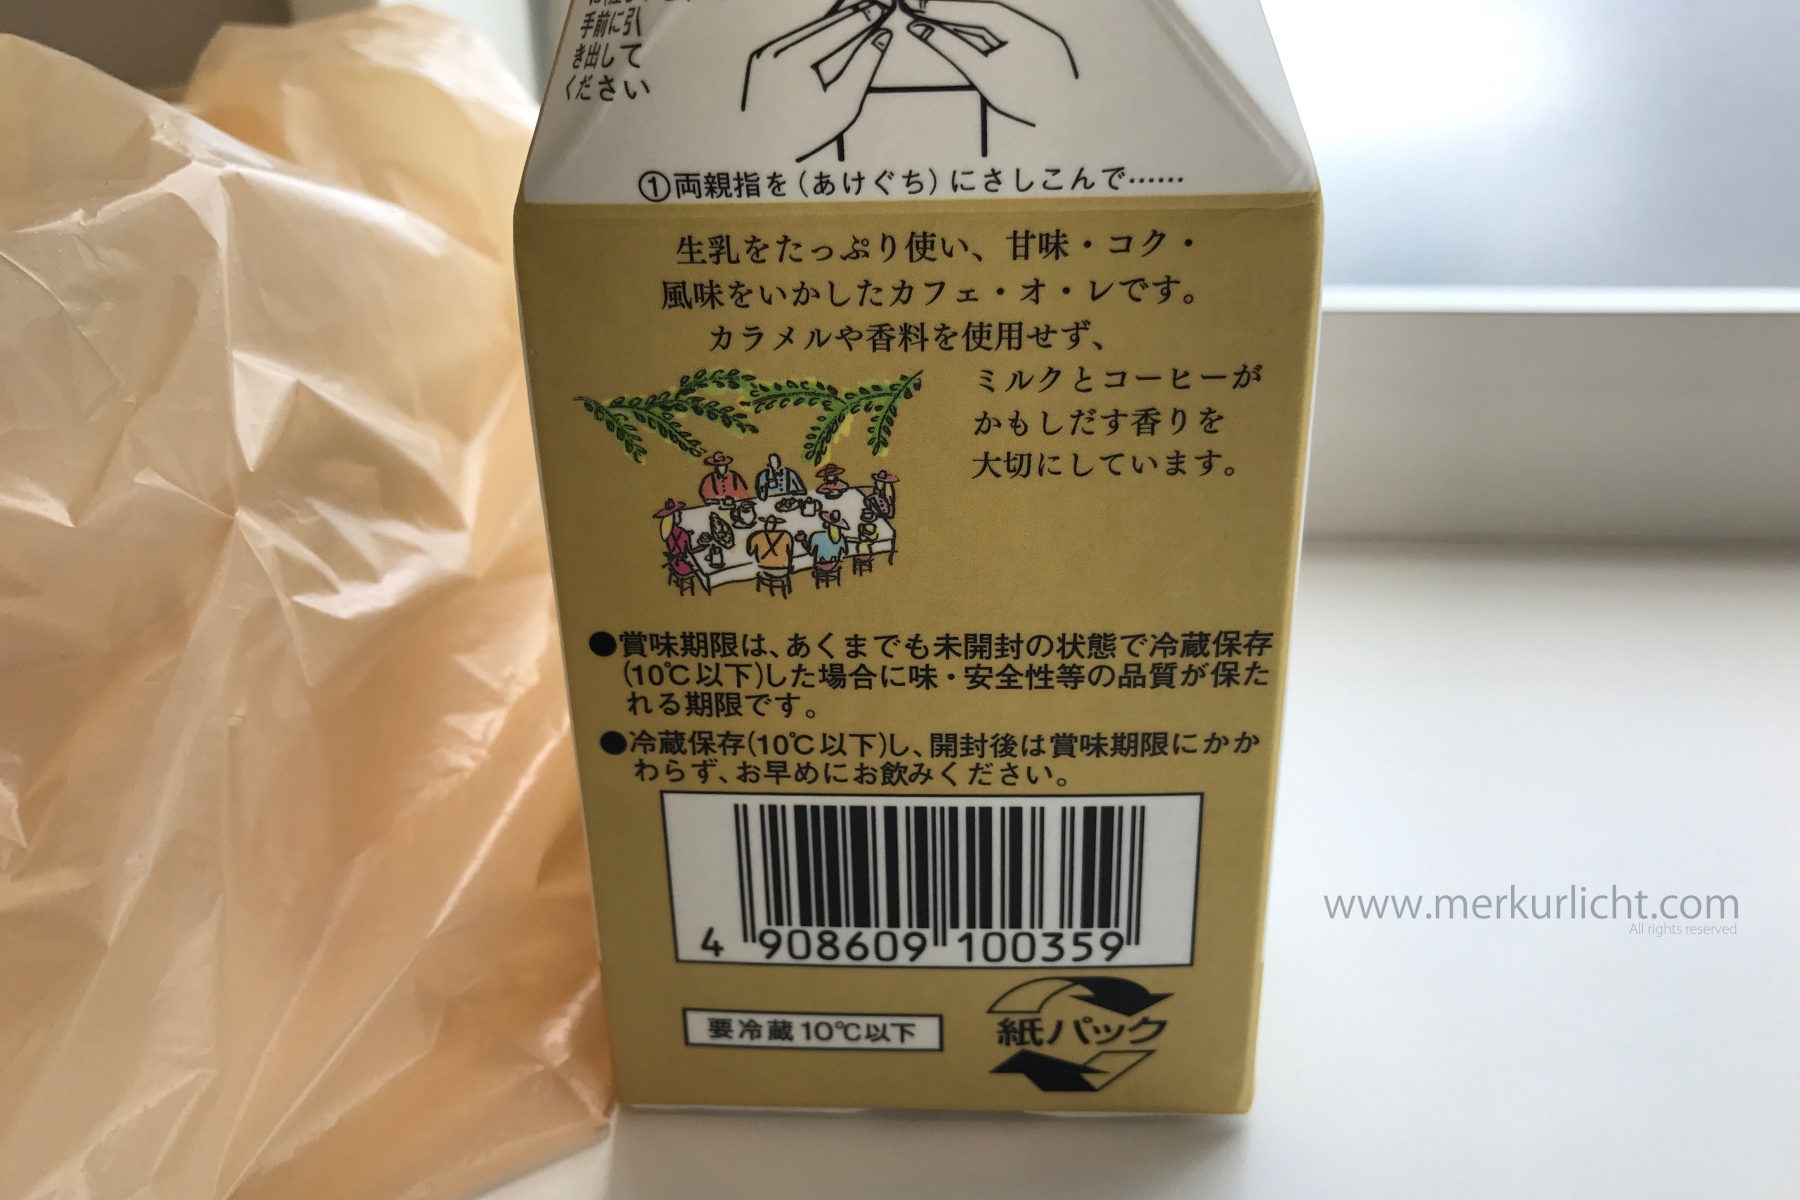 手前に引
き出して
ください
①両親指を(あけぐち)にさしこんで……
生乳をたっぷり使い、甘味・コク・
風味をいかしたカフェ・オ・レです。
カラメルや香料を使用せず、
ミルクとコーヒーが
かもしだす香りを
大切にしています。
●賞味期限は、あくまでも未開封の状態で冷蔵保存
(10℃以下)した場合に味・安全性等の品質が保た
れる期限です。
●冷蔵保存(10℃以下)し、開封後は賞味期限にかか
わらず、お早めにお飲みください。
4 908609 100359
要冷蔵10℃以下
紙パック
www.merkurlicht.com
All rights reserved